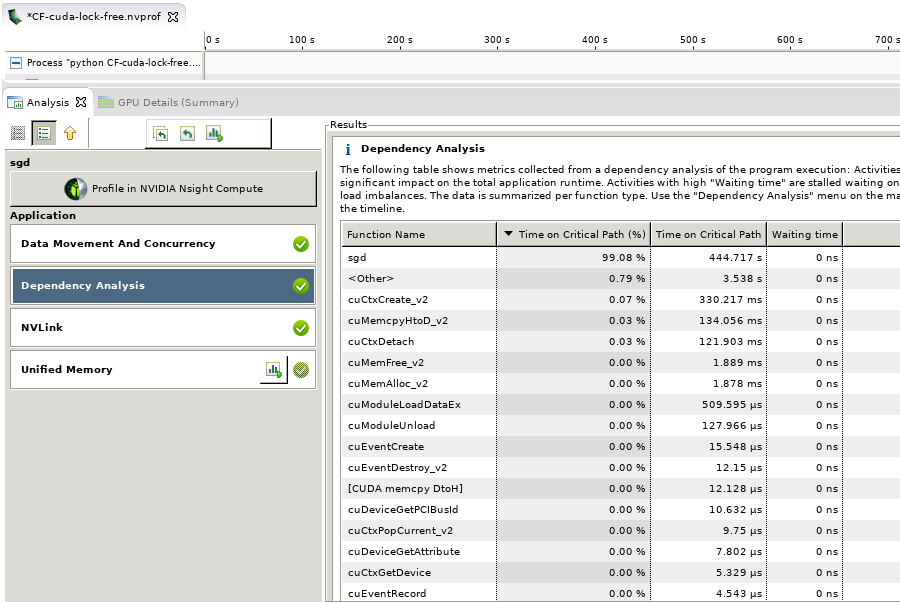 *CF-cuda-lock-free.nvprof
0 s 100 s 200 s 300 s 400 s 500 s 600 s 700 s
Process "python CF-cuda-lock-free....
Analysis GPU Details (Summary)
Results
sgd
Profile in NVIDIA Nsight Compute
Application
Data Movement And Concurrency
Dependency Analysis
NVLink
Unified Memory
i Dependency Analysis
The following table shows metrics collected from a dependency analysis of the program execution: Activities
significant impact on the total application runtime. Activities with high "Waiting time" are stalled waiting on
load imbalances. The data is summarized per function type. Use the "Dependency Analysis" menu on the ma
the timeline.
Function Name Time on Critical Path (%) Time on Critical Path Waiting time
sgd 99.08 % 444.717 s 0 ns
<Other> 0.79 % 3.538 s 0 ns
cuCtxCreate_v2 0.07 % 330.217 ms 0 ns
cuMemcpyHtoD_v2 0.03 % 134.056 ms 0 ns
cuCtxDetach 0.03 % 121.903 ms 0 ns
cuMemFree_v2 0.00 % 1.889 ms 0 ns
cuMemAlloc_v2 0.00 % 1.878 ms 0 ns
cuModuleLoadDataEx 0.00 % 509.595 µs 0 ns
cuModuleUnload 0.00 % 127.966 µs 0 ns
cuEventCreate 0.00 % 15.548 µs 0 ns
cuEventDestroy_v2 0.00 % 12.15 µs 0 ns
[CUDA memcpy DtoH] 0.00 % 12.128 µs 0 ns
cuDeviceGetPCIBusId 0.00 % 10.632 µs 0 ns
cuCtxPopCurrent_v2 0.00 % 9.75 µs 0 ns
cuDeviceGetAttribute 0.00 % 7.802 µs 0 ns
cuCtxGetDevice 0.00 % 5.329 µs 0 ns
cuEventRecord 0.00 % 4.543 µs 0 ns